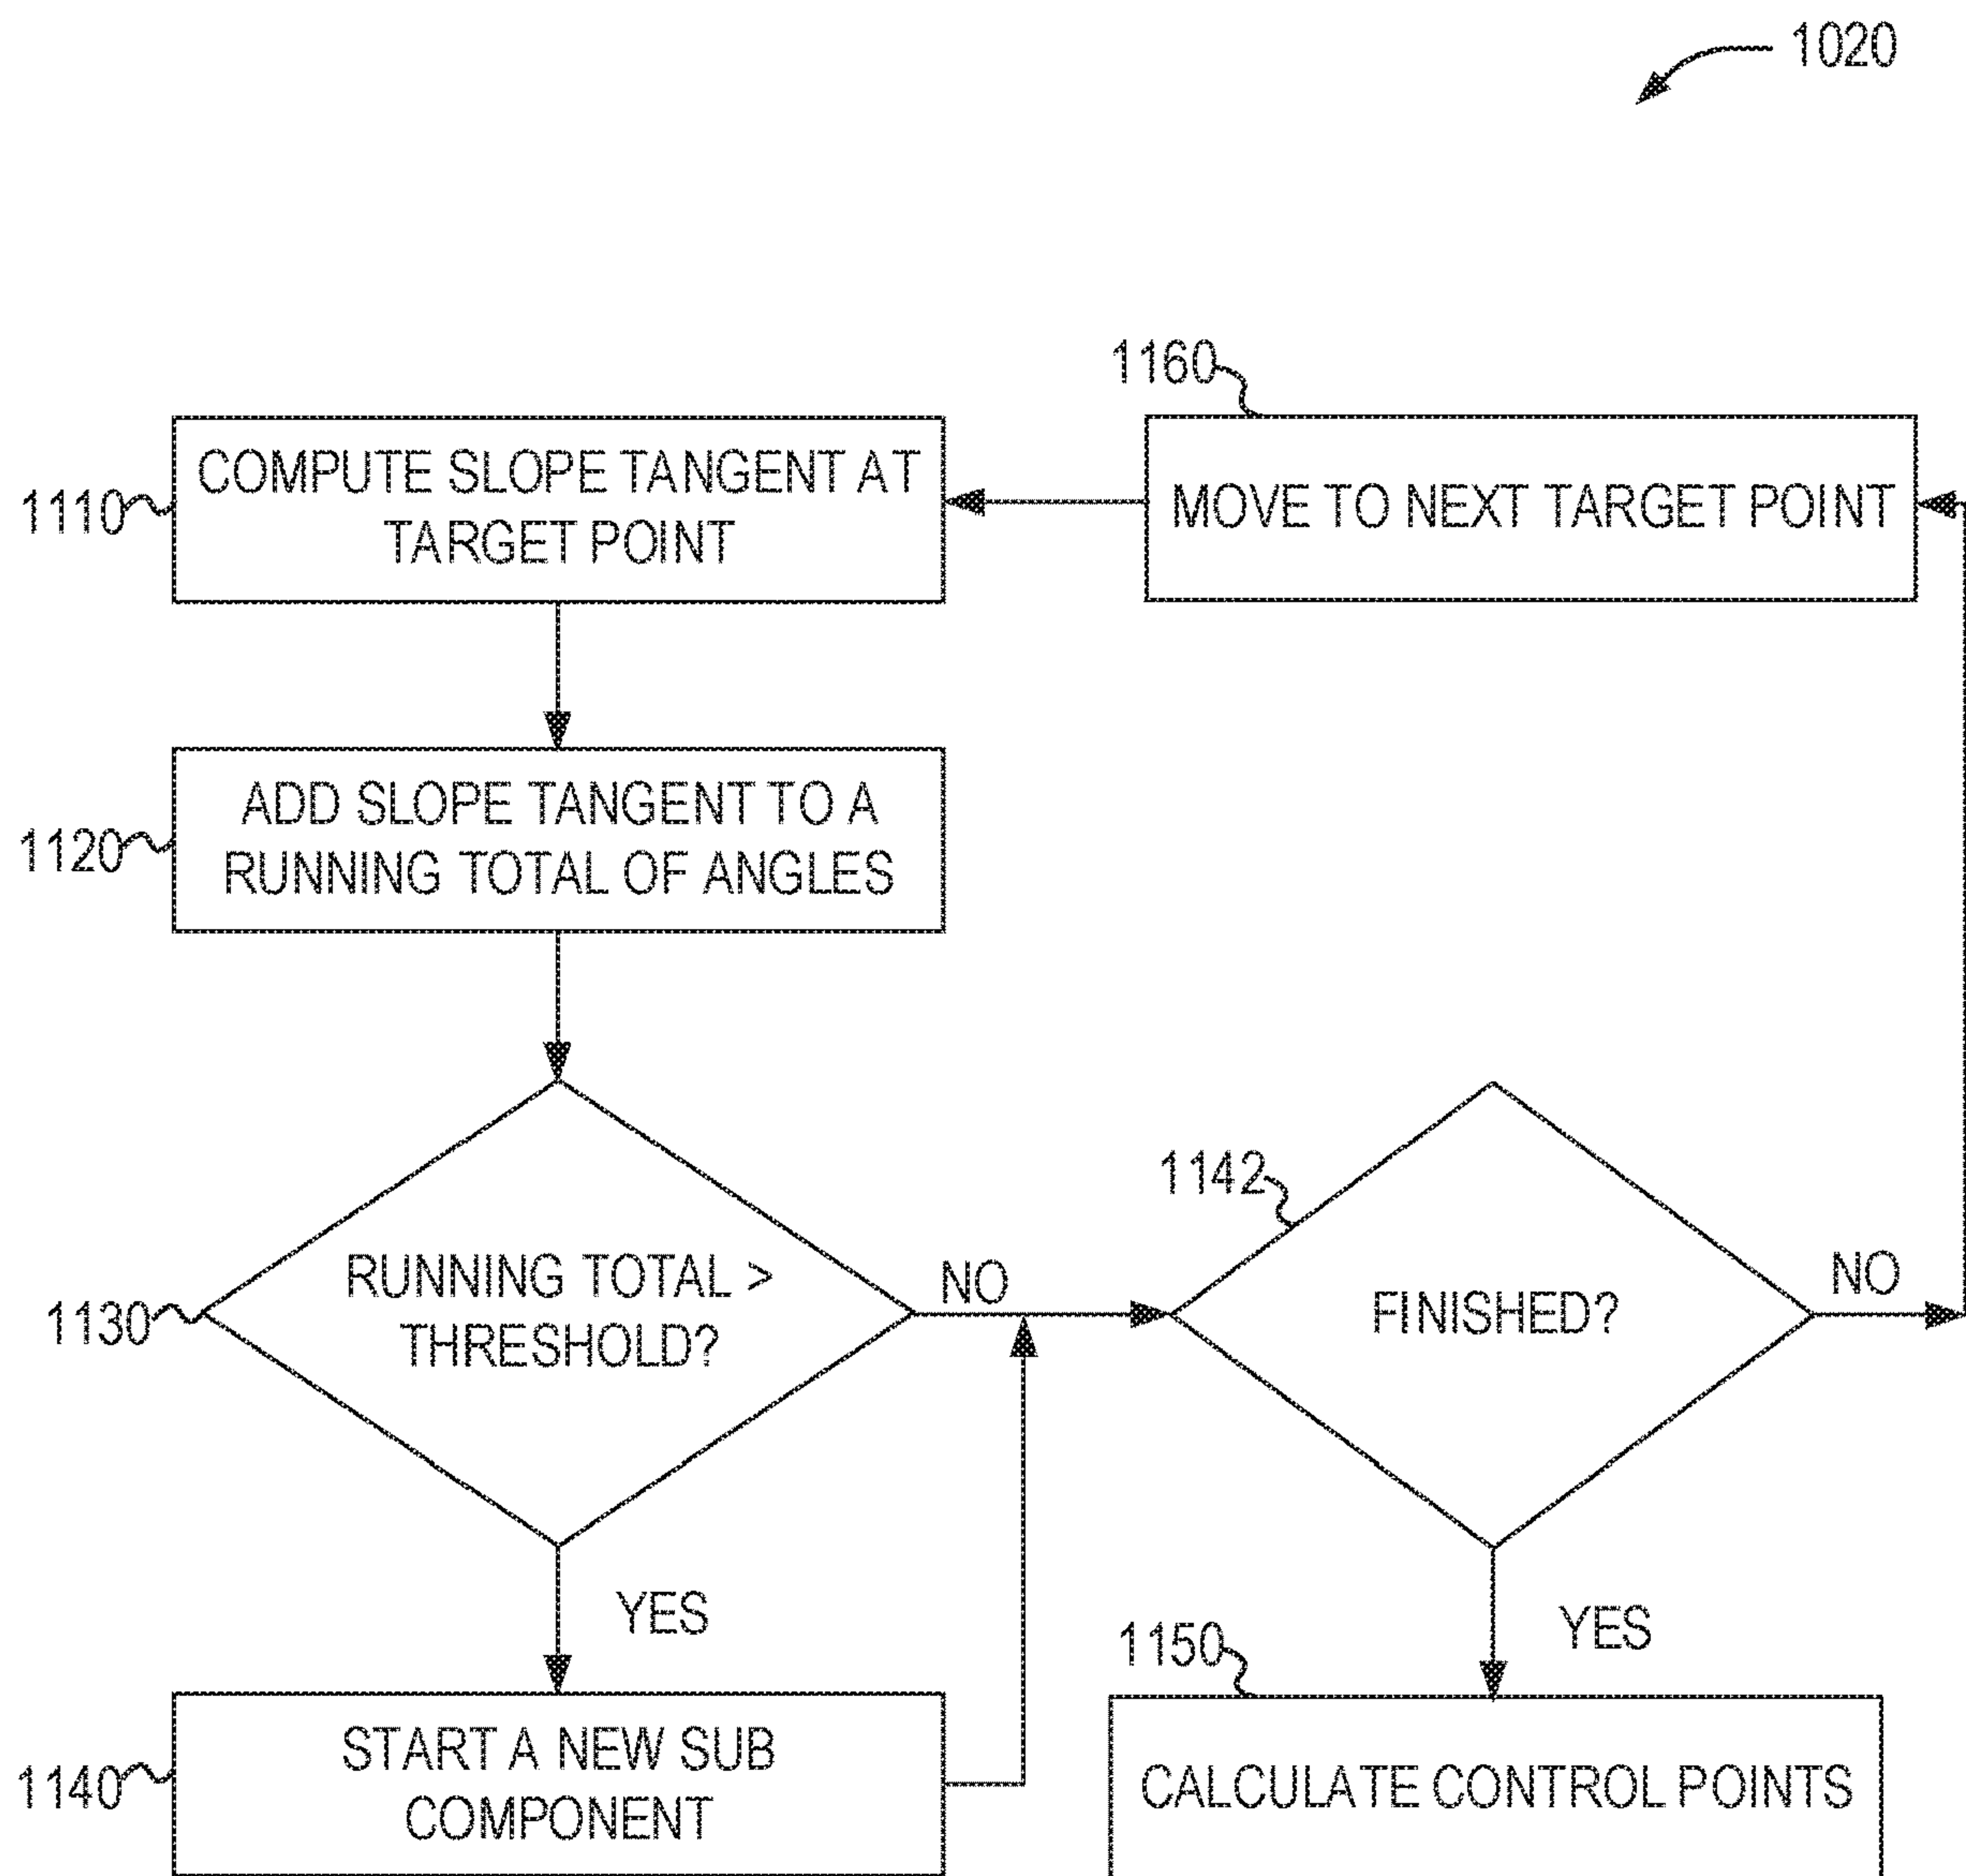 1020
1160
COMPUTE SLOPE TANGENT AT
TARGET POINT
1110
MOVE TO NEXT TARGET POINT
ADD SLOPE TANGENT TO A
RUNNING TOTAL OF ANGLES
1120
1142
RUNNING TOTAL >
THRESHOLD?
1130
NO
FINISHED?
NO
YES
YES
1150
START A NEW SUB
COMPONENT
1140
CALCULATE CONTROL POINTS